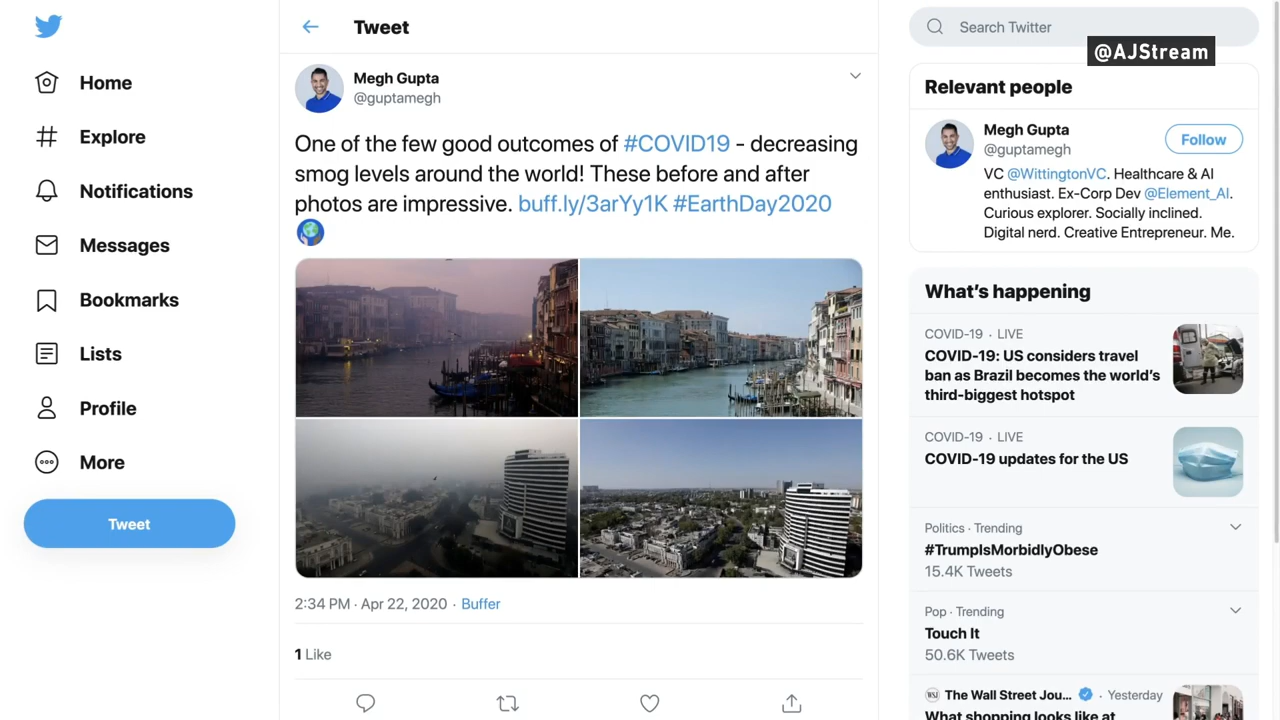 Home
Explore
Notifications
Messages
Bookmarks
Lists
Profile
More
Tweet
Tweet
Megh Gupta
@guptamegh
One of the few good outcomes of #COVID19 - decreasing
smog levels around the world! These before and after
photos are impressive. buff.ly/3arYy1K #EarthDay2020
2:34 PM · Apr 22, 2020 · Buffer
1 Like
Search Twitter
@AJStream
Relevant people
Megh Gupta
@guptamegh
Follow
VC @WittingtonVC. Healthcare & AI
enthusiast. Ex-Corp Dev @Element_AI.
Curious explorer. Socially inclined.
Digital nerd. Creative Entrepreneur. Me.
What's happening
COVID-19 · LIVE
COVID-19: US considers travel
ban as Brazil becomes the world's
third-biggest hotspot
COVID-19 · LIVE
COVID-19 updates for the US
Politics · Trending
#TrumpIsMorbidlyObese
15.4K Tweets
Pop · Trending
Touch It
50.6K Tweets
WSJ The Wall Street Jou... · Yesterday
What shopping looks like at